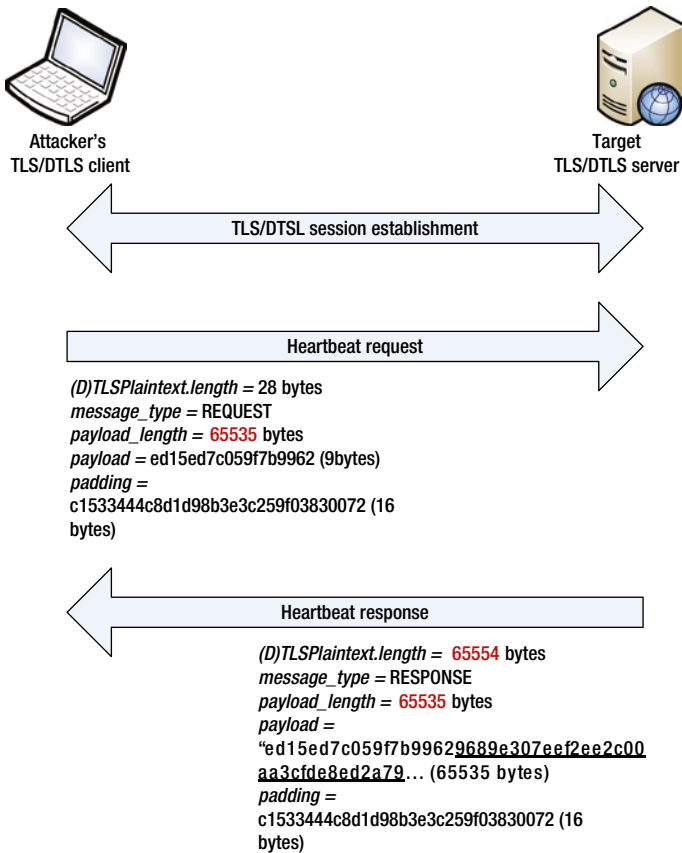 Attacker's
TLS/DTLS client
Target
TLS/DTLS server
TLS/DTSL session establishment
Heartbeat request
(D)TLSPlaintext.length = 28 bytes
message_type = REQUEST
payload_length = 65535 bytes
payload = ed15ed7c059f7b9962 (9bytes)
padding =
c1533444c8d1d98b3e3c259f03830072 (16
bytes)
Heartbeat response
(D)TLSPlaintext.length = 65554 bytes
message_type = RESPONSE
payload_length = 65535 bytes
payload =
“ed15ed7c059f7b99629689e307eef2ee2c00
aa3cfde8ed2a79... (65535 bytes)
padding =
c1533444c8d1d98b3e3c259f03830072 (16
bytes)